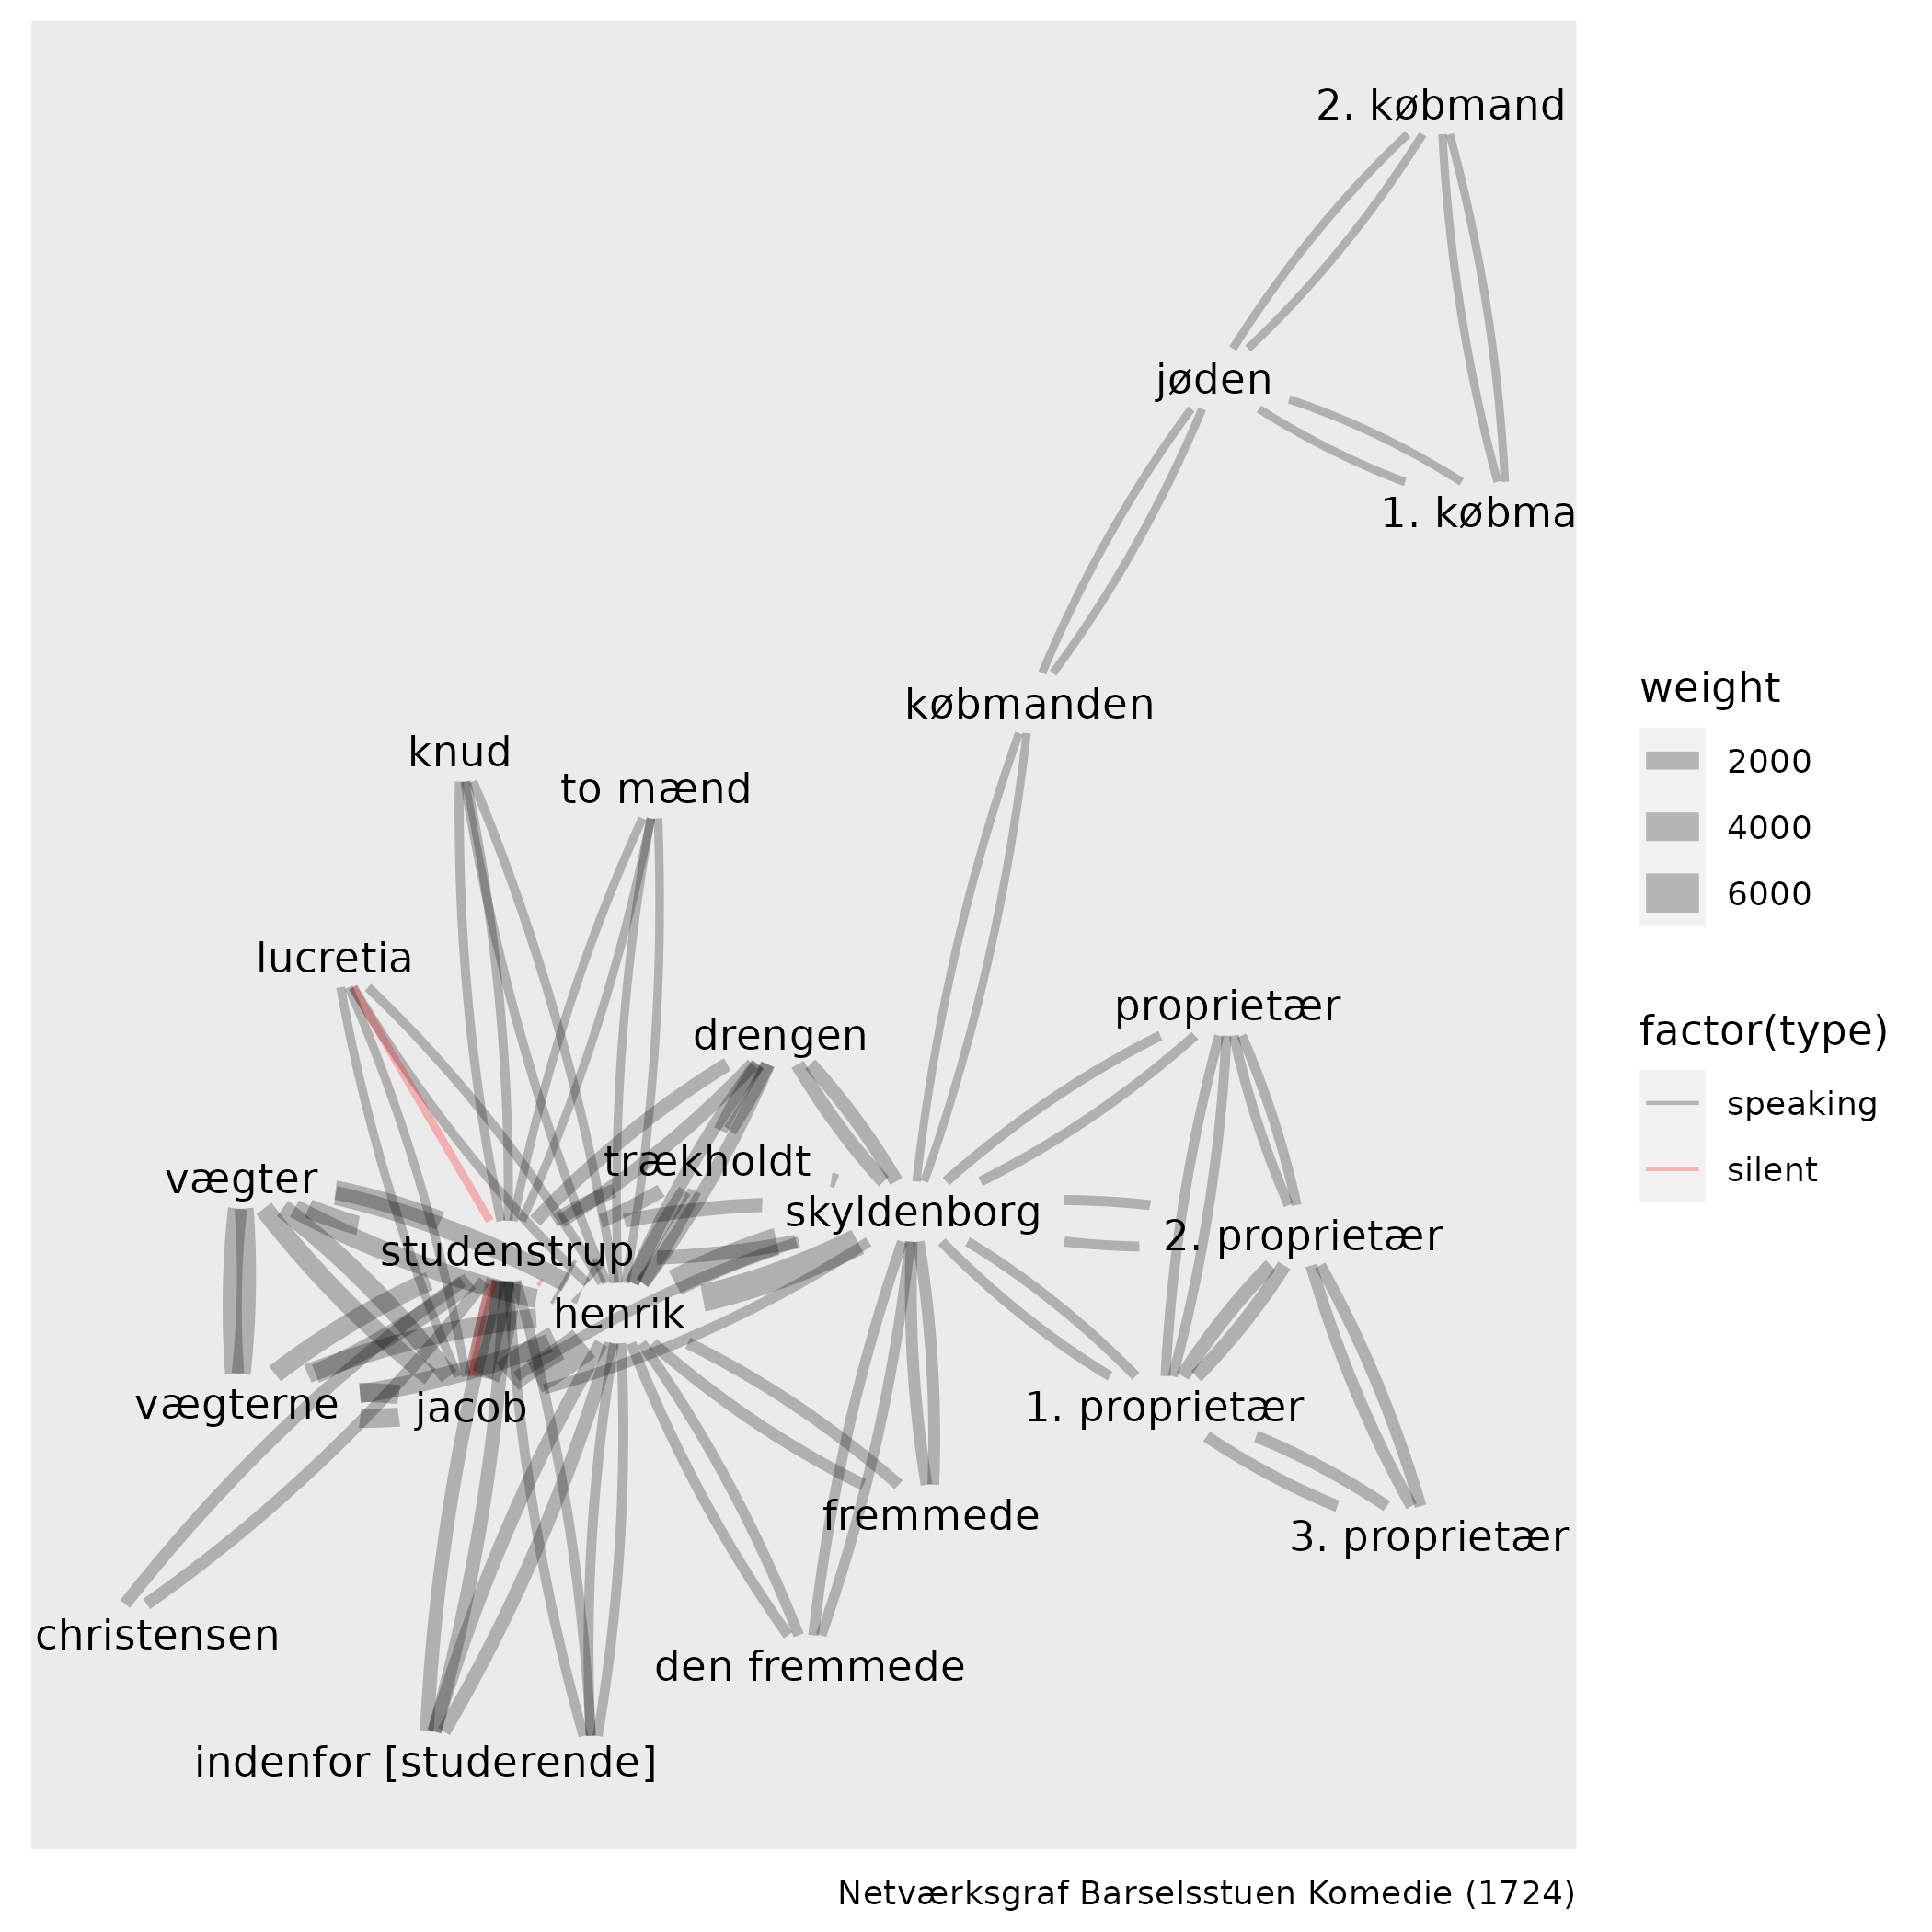 2. købmand
jøden
1. købma
købmanden
knud
to mænd
lucretia
proprietær
drengen
trækholdt
vægter
skyldenborg
2. proprietær
studenstrup
henrik
vægterne
jacob
1. proprietær
fremmede
3. proprietær
christensen
den fremmede
indenfor [studerende]
weight
2000
4000
6000
factor(type)
speaking
silent
Netværksgraf Barselsstuen Komedie (1724)